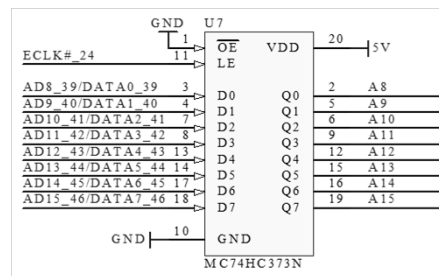 GND U7
1 OE VDD 20 5V
ECLK#_24 11 LE
AD8_39/DATA0_39 3 D0 Q0 2 A8
AD9_40/DATA1_40 4 D1 Q1 5 A9
AD10_41/DATA2_41 7 D2 Q2 6 A10
AD11_42/DATA3_42 8 D3 Q3 9 A11
AD12_43/DATA4_43 13 D4 Q4 12 A12
AD13_44/DATA5_44 14 D5 Q5 15 A13
AD14_45/DATA6_45 17 D6 Q6 16 A14
AD15_46/DATA7_46 18 D7 Q7 19 A15
GND 10 GND
MC74HC373N